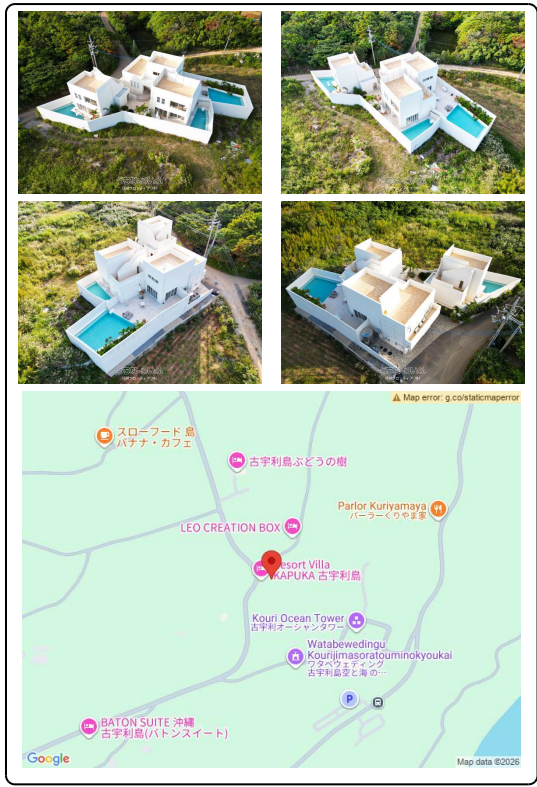 Map error: g.co/staticmaperror
スローフード 島
バナナ・カフェ
古宇利島ぶどうの樹
Parlor Kuriyamaya
パーラーくりやま家
LEO CREATION BOX
Resort Villa
KAPUKA 古宇利島
Kouri Ocean Tower
古宇利オーシャンタワー
Watabewedingu
Kourijimasoratouminokyoukai
ワタベウェディング
古宇利島空と海 の…
P
BATON SUITE 沖縄
古宇利島(バトンスイート)
Google
Map data ©2026